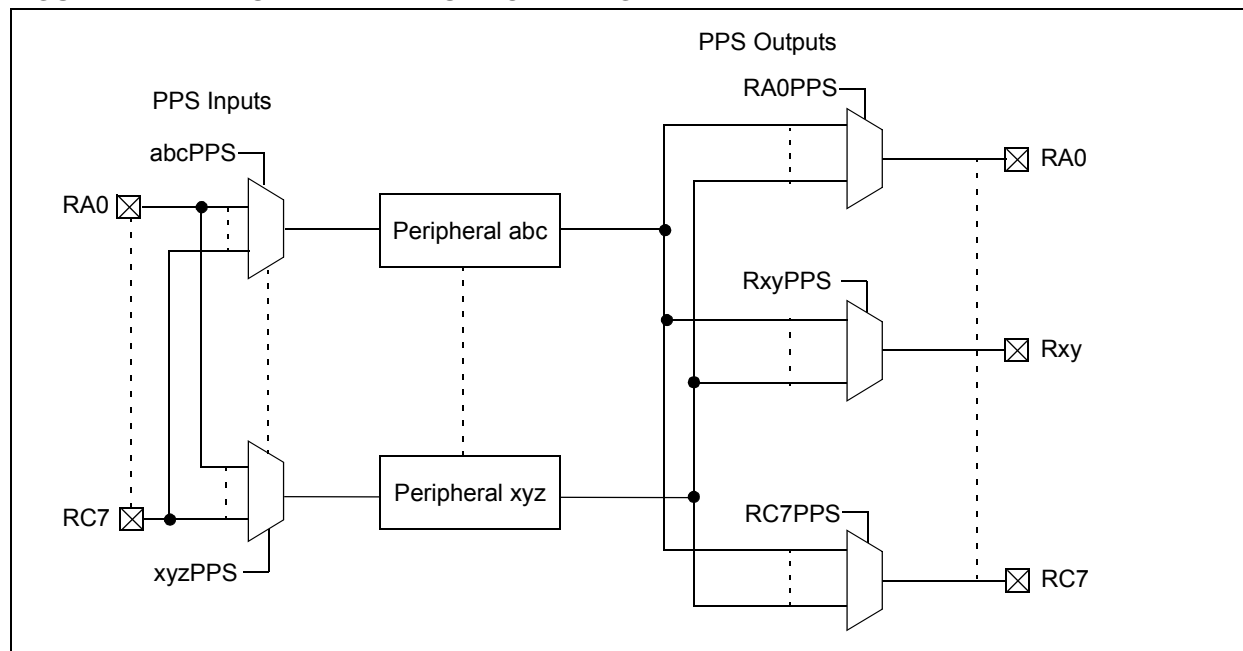 PPS Outputs
RA0PPS
PPS Inputs
abcPPS
RA0
RA0
Peripheral abc
RxyPPS
Rxy
Peripheral xyz
RC7
RC7PPS
xyzPPS
RC7